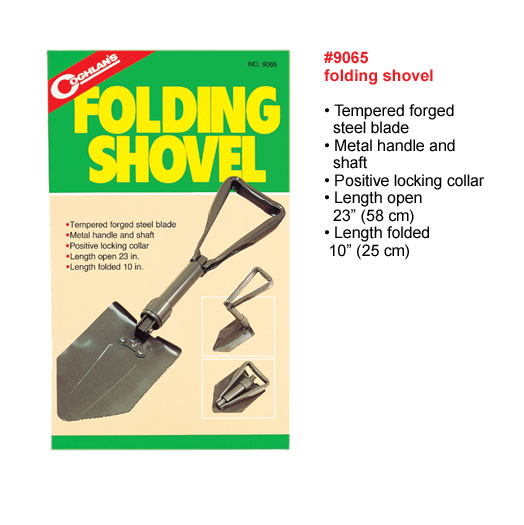 COGHLAN'S
NO. 9065
FOLDING
SHOVEL
•Tempered forged steel blade
•Metal handle and shaft
•Positive locking collar
•Length open 23 in.
•Length folded 10 in.
#9065
folding shovel
• Tempered forged
steel blade
• Metal handle and
shaft
• Positive locking collar
• Length open
23” (58 cm)
• Length folded
10” (25 cm)